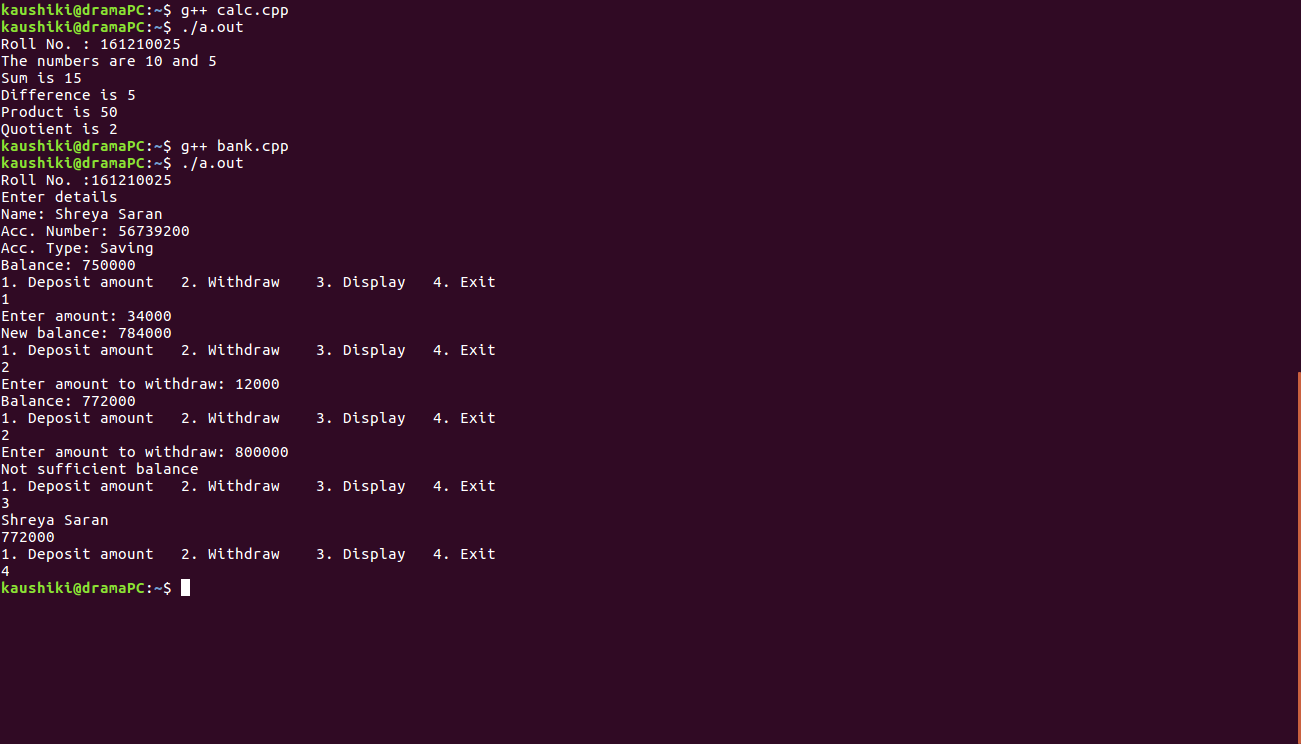 kaushiki@dramaPC:~$ g++ calc.cpp
kaushiki@dramaPC:~$ ./a.out
Roll No. : 161210025
The numbers are 10 and 5
Sum is 15
Difference is 5
Product is 50
Quotient is 2
kaushiki@dramaPC:~$ g++ bank.cpp
kaushiki@dramaPC:~$ ./a.out
Roll No. :161210025
Enter details
Name: Shreya Saran
Acc. Number: 56739200
Acc. Type: Saving
Balance: 750000
1. Deposit amount   2. Withdraw    3. Display   4. Exit
1
Enter amount: 34000
New balance: 784000
1. Deposit amount   2. Withdraw    3. Display   4. Exit
2
Enter amount to withdraw: 12000
Balance: 772000
1. Deposit amount   2. Withdraw    3. Display   4. Exit
2
Enter amount to withdraw: 800000
Not sufficient balance
1. Deposit amount   2. Withdraw    3. Display   4. Exit
3
Shreya Saran
772000
1. Deposit amount   2. Withdraw    3. Display   4. Exit
4
kaushiki@dramaPC:~$